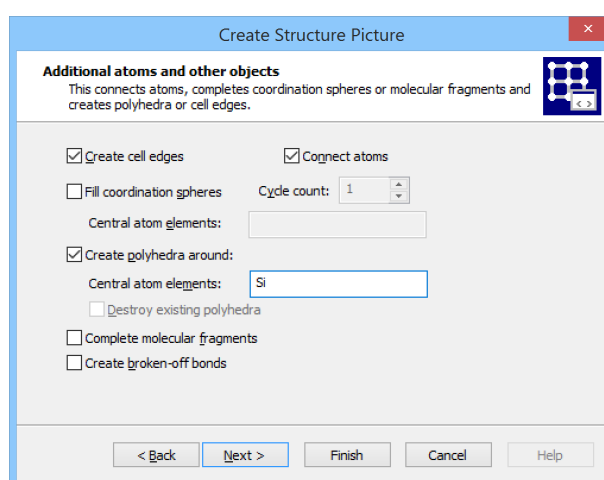 Create Structure Picture
Additional atoms and other objects
This connects atoms, completes coordination spheres or molecular fragments and
creates polyhedra or cell edges.
Create cell edges Connect atoms
Fill coordination spheres Cycle count: 1
Central atom elements:
Create polyhedra around:
Central atom elements: Si
Destroy existing polyhedra
Complete molecular fragments
Create broken-off bonds
< Back Next > Finish Cancel Help